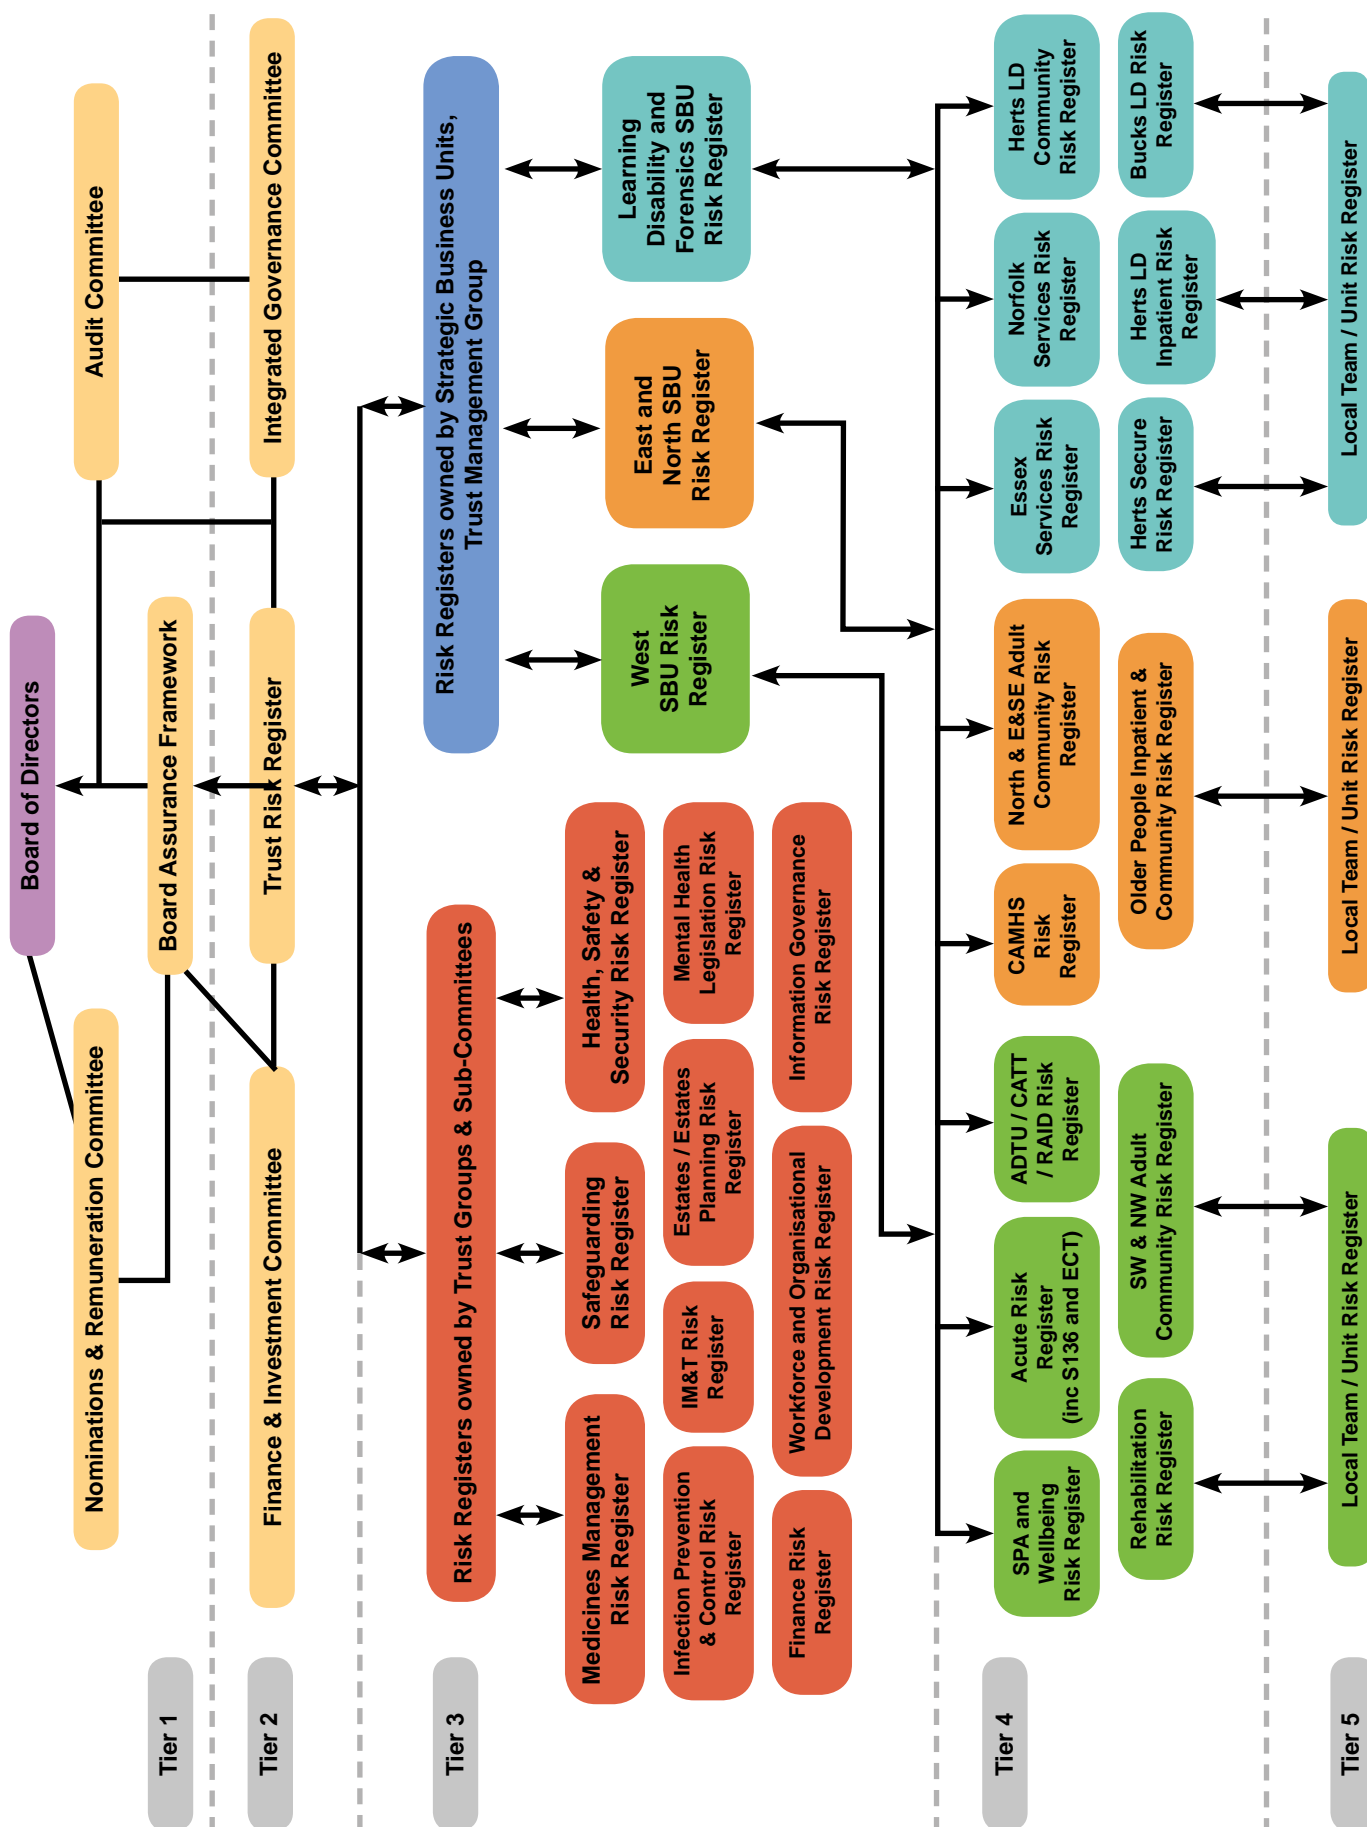 Board of Directors
Tier 1
Nominations & Remuneration Committee
Audit Committee
Board Assurance Framework
Tier 2
Finance & Investment Committee
Trust Risk Register
Integrated Governance Committee
Tier 3
Risk Registers owned by Trust Groups & Sub-Committees
Risk Registers owned by Strategic Business Units,
Trust Management Group
Medicines Management
Risk Register
Safeguarding
Risk Register
Health, Safety &
Security Risk Register
Infection Prevention
& Control Risk
Register
IM&T Risk
Register
Estates / Estates
Planning Risk
Register
Mental Health
Legislation Risk
Register
Finance Risk
Register
Workforce and Organisational
Development Risk Register
Information Governance
Risk Register
West
SBU Risk
Register
East and
North SBU
Risk Register
Learning
Disability and
Forensics SBU
Risk Register
Tier 4
SPA and
Wellbeing
Risk Register
Acute Risk
Register
(inc S136 and ECT)
ADTU / CATT
/ RAID Risk
Register
CAMHS
Risk
Register
North & E&SE Adult
Community Risk
Register
Essex
Services Risk
Register
Norfolk
Services Risk
Register
Herts LD
Community
Risk Register
Rehabilitation
Risk Register
SW & NW Adult
Community Risk Register
Older People Inpatient &
Community Risk Register
Herts Secure
Risk Register
Herts LD
Inpatient Risk
Register
Bucks LD Risk
Register
Tier 5
Local Team / Unit Risk Register
Local Team / Unit Risk Register
Local Team / Unit Risk Register